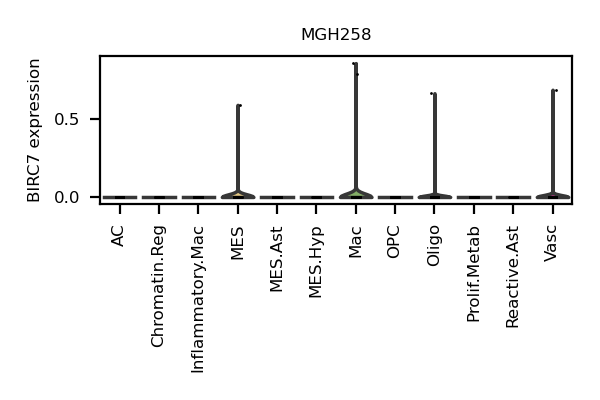 MGH258
BIRC7 expression
0.5
0.0
AC
Chromatin.Reg
Inflammatory.Mac
MES
MES.Ast
MES.Hyp
Mac
OPC
Oligo
Prolif.Metab
Reactive.Ast
Vasc